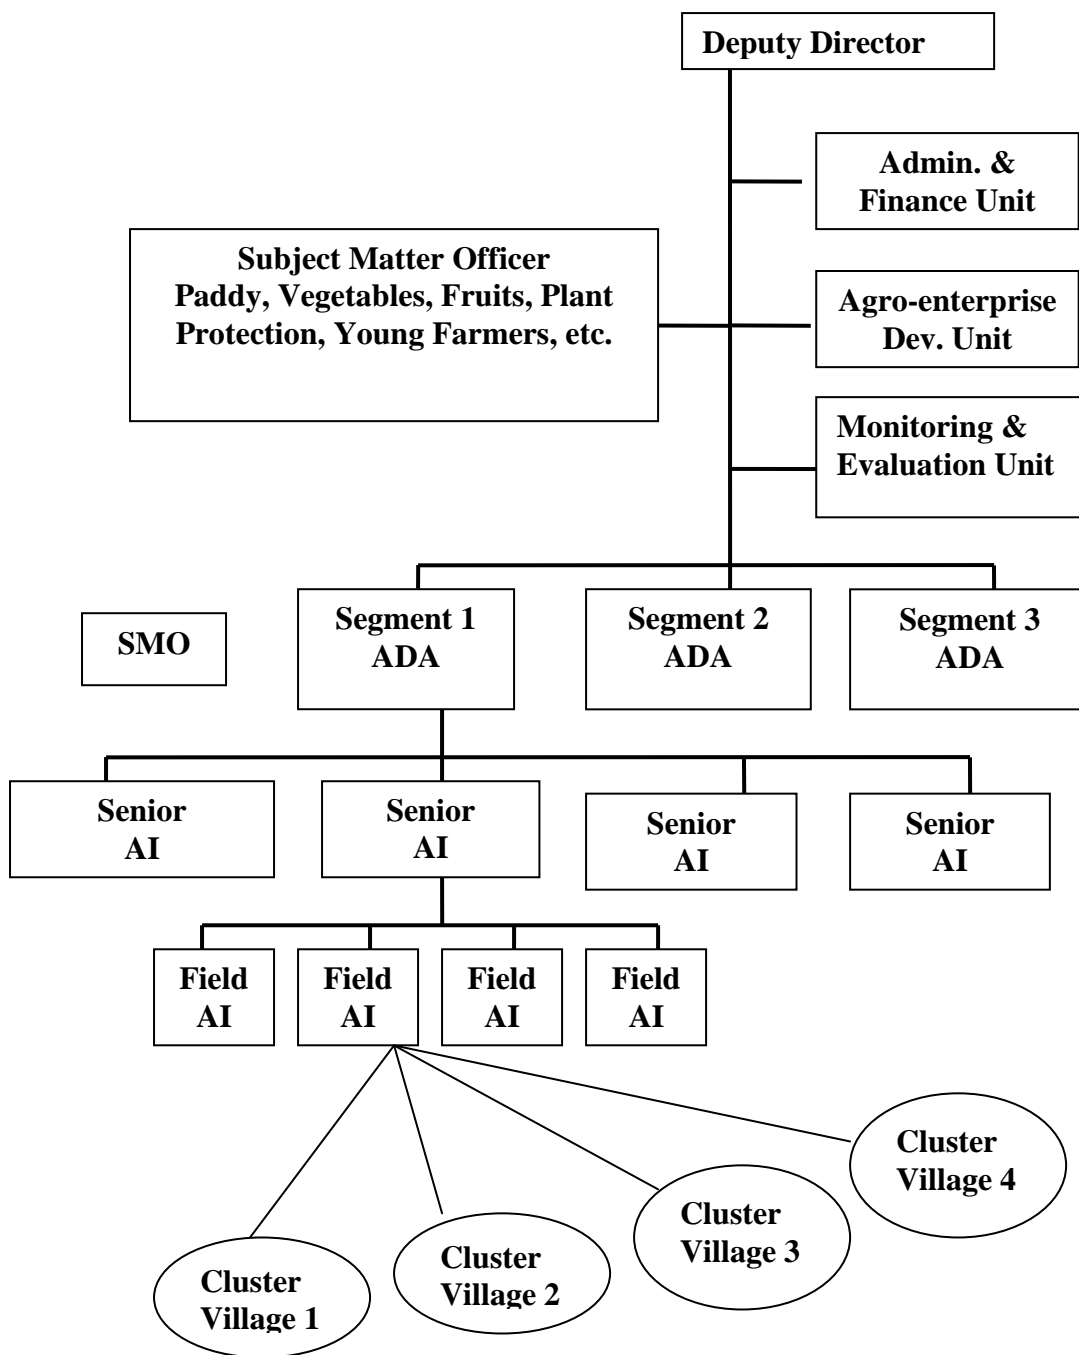 Deputy Director
Admin. &
Finance Unit
Subject Matter Officer
Paddy, Vegetables, Fruits, Plant
Protection, Young Farmers, etc.
Agro-enterprise
Dev. Unit
Monitoring &
Evaluation Unit
SMO
Segment 1
ADA
Segment 2
ADA
Segment 3
ADA
Senior
AI
Senior
AI
Senior
AI
Senior
AI
Field
AI
Field
AI
Field
AI
Field
AI
Cluster
Village 1
Cluster
Village 2
Cluster
Village 3
Cluster
Village 4